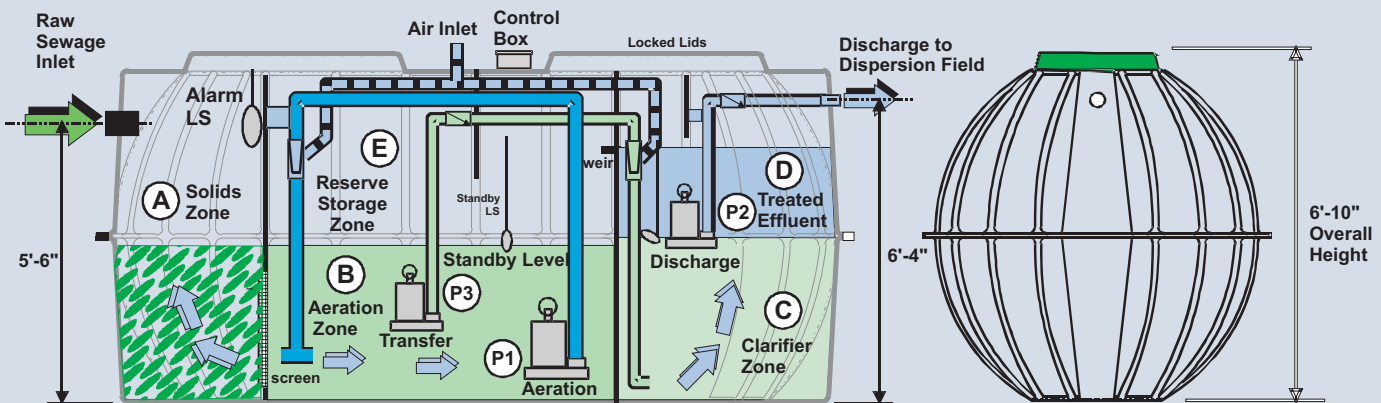 Raw
Sewage
Inlet
Air Inlet
Control
Box
Locked Lids
Discharge to
Dispersion Field
Alarm
LS
E
Reserve
Storage
Zone
weir
D
Treated
Effluent
A
Solids
Zone
Standby
LS
P2
6'-10"
Overall
Height
5'-6"
B
Aeration
Zone
Standby Level
Discharge
6'-4"
P3
Transfer
C
Clarifier
Zone
P1
screen
Aeration